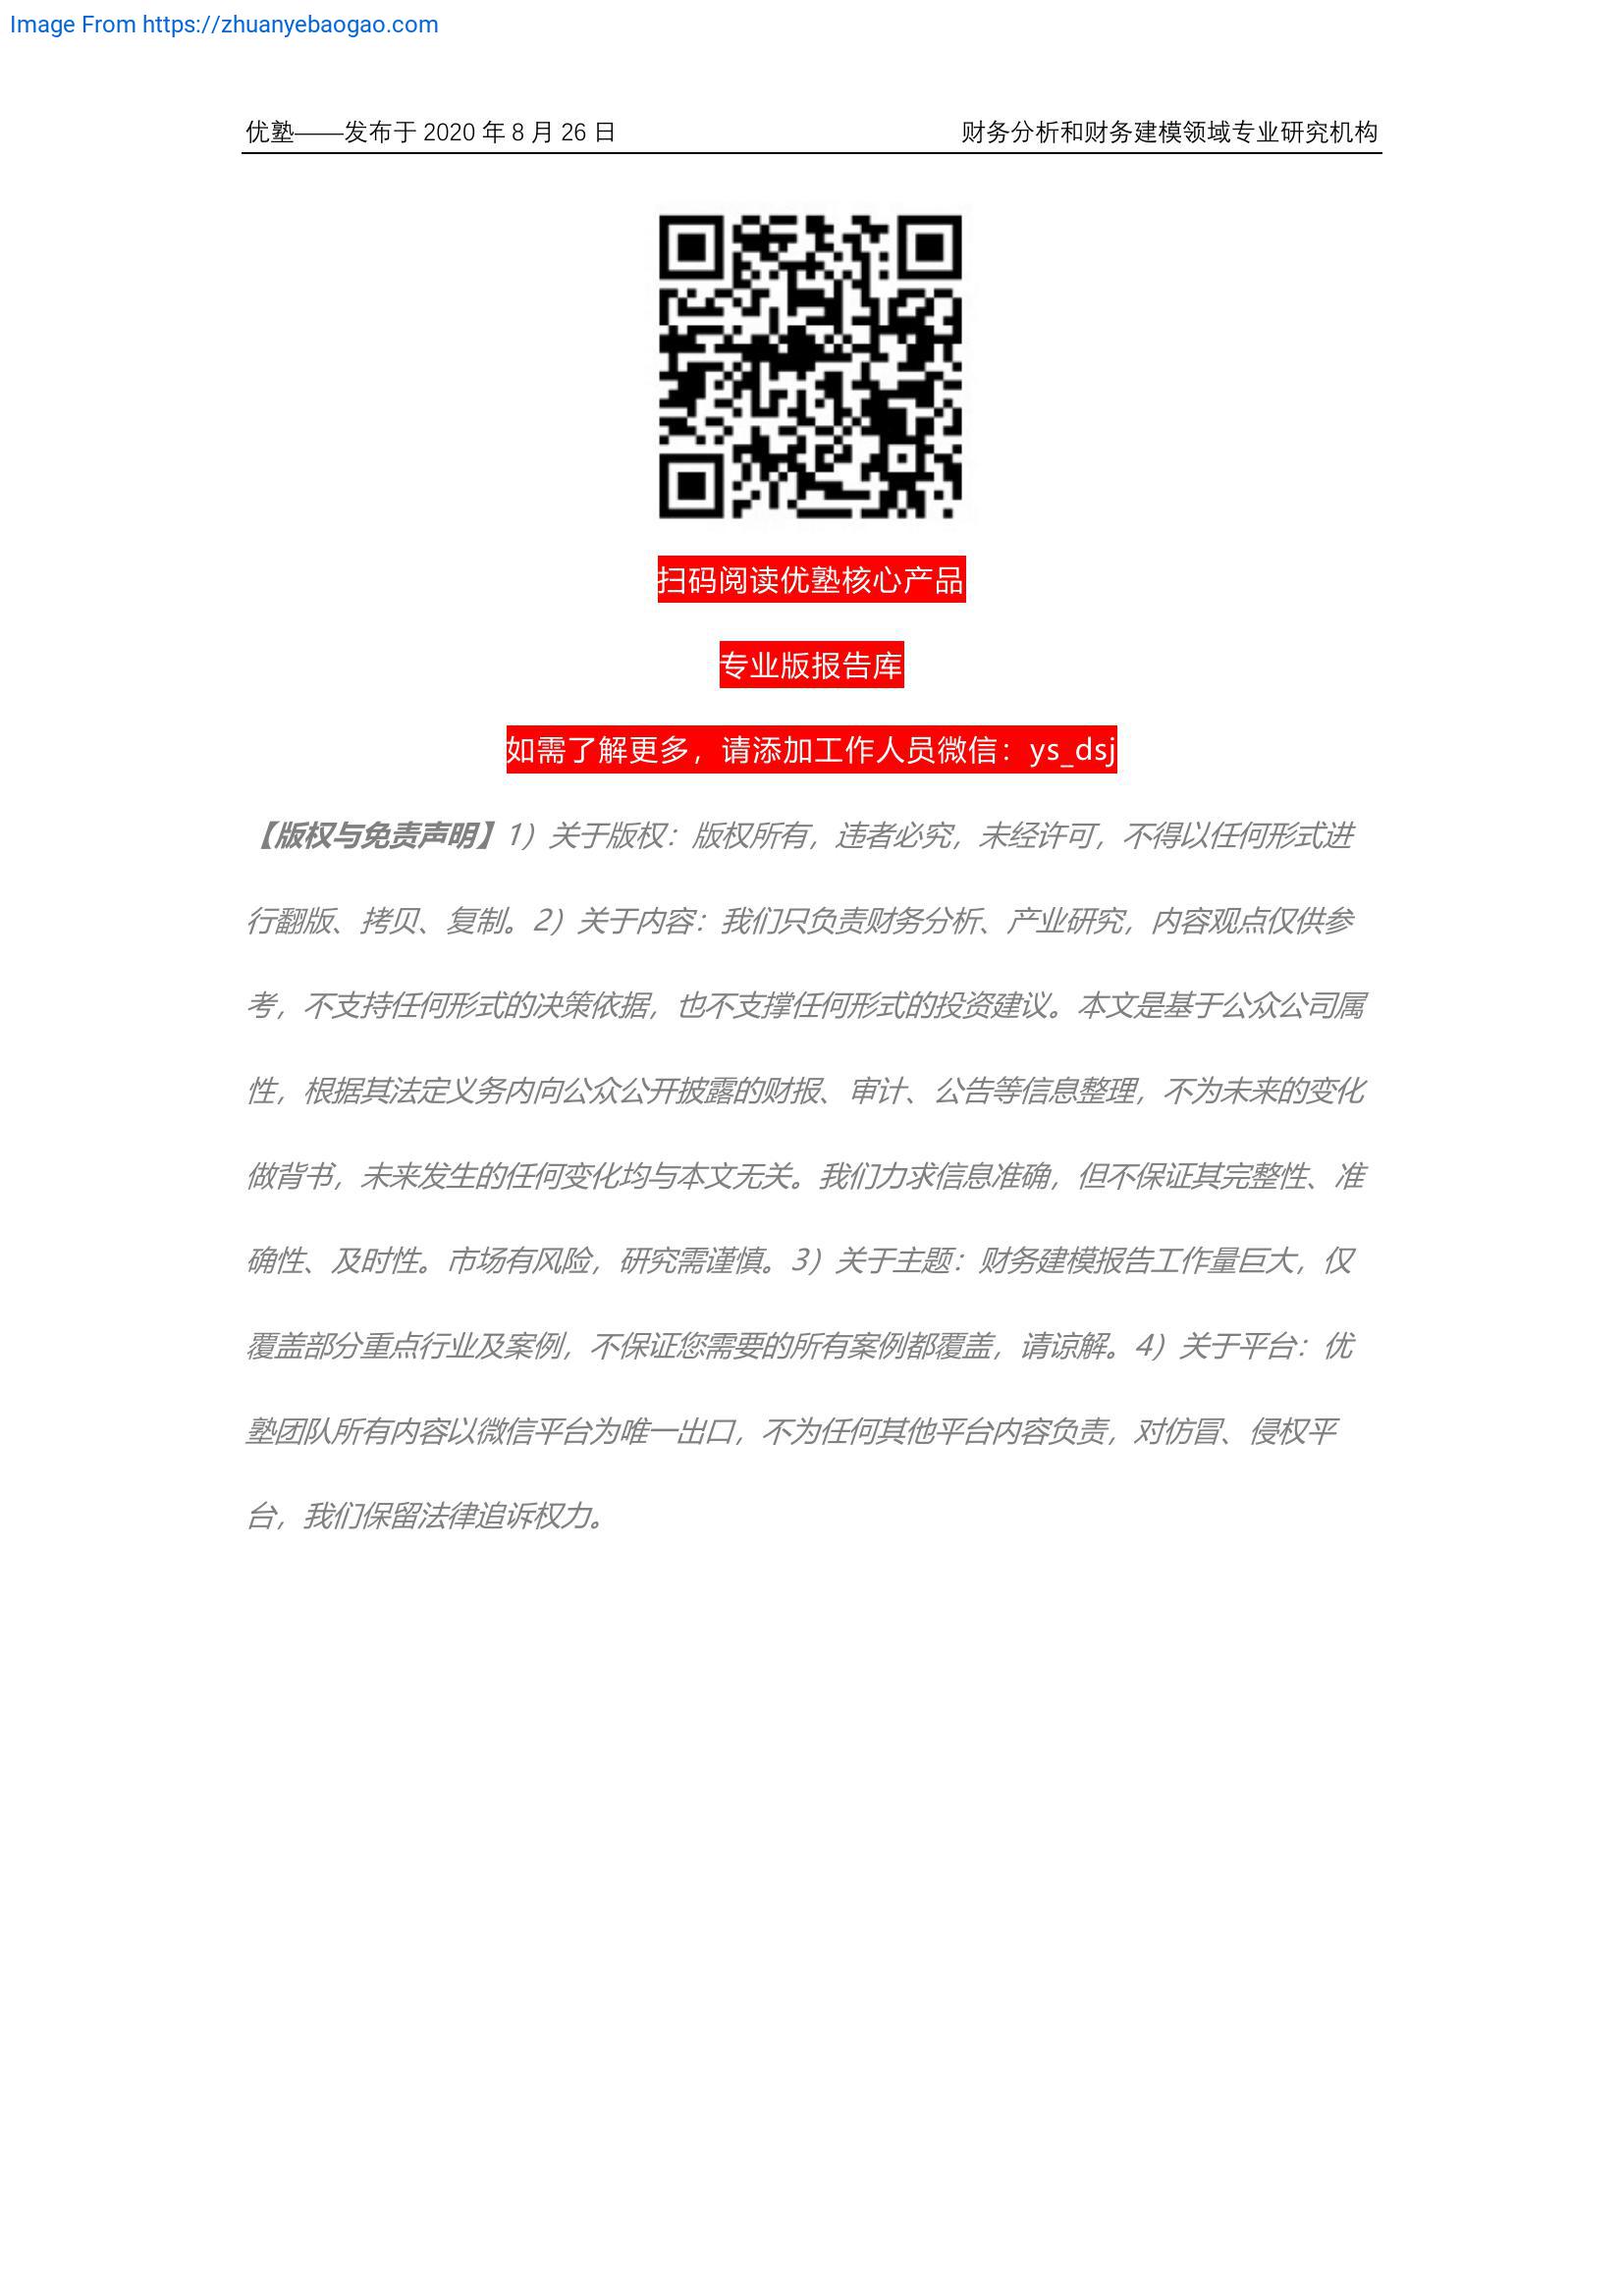 Image From https://zhuanyebaogao.com
优塾——发布于 2020 年 8 月 26 日 财务分析和财务建模领域专业研究机构
扫码阅读优塾核心产品
专业版报告库
如需了解更多，请添加工作人员微信：ys_dsj
【版权与免责声明】1）关于版权：版权所有，违者必究，未经许可，不得以任何形式进
行翻版、拷贝、复制。2）关于内容：我们只负责财务分析、产业研究，内容观点仅供参
考，不支持任何形式的决策依据，也不支撑任何形式的投资建议。本文是基于公众公司属
性，根据其法定义务内向公众公开披露的财报、审计、公告等信息整理，不为未来的变化
做背书，未来发生的任何变化均与本文无关。我们力求信息准确，但不保证其完整性、准
确性、及时性。市场有风险，研究需谨慎。3）关于主题：财务建模报告工作量巨大，仅
覆盖部分重点行业及案例，不保证您需要的所有案例都覆盖，请谅解。4）关于平台：优
塾团队所有内容以微信平台为唯一出口，不为任何其他平台内容负责，对仿冒、侵权平
台，我们保留法律追诉权力。